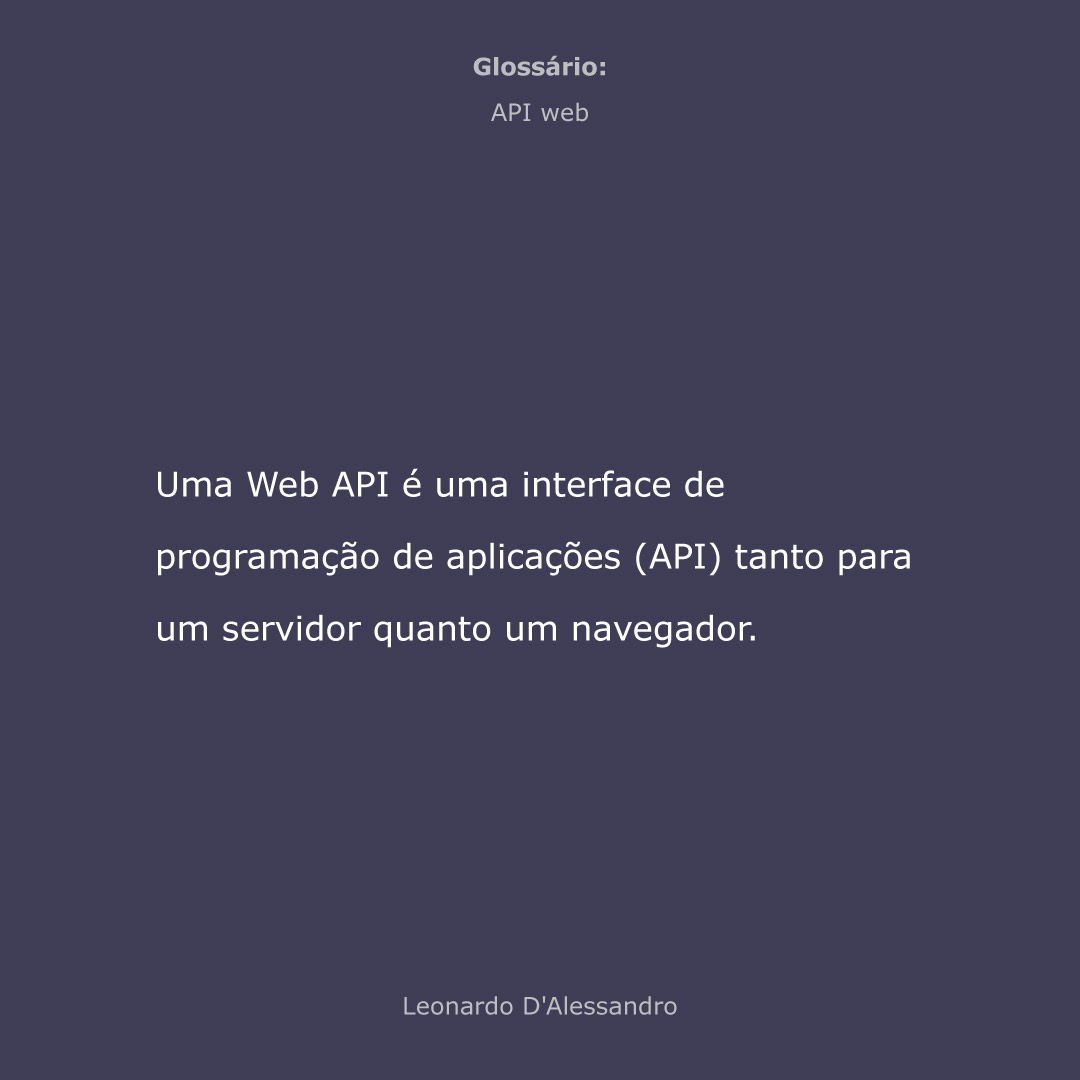 Glossário:
API web
Uma Web API é uma interface de
programação de aplicações (API) tanto para
um servidor quanto um navegador.
Leonardo D'Alessandro